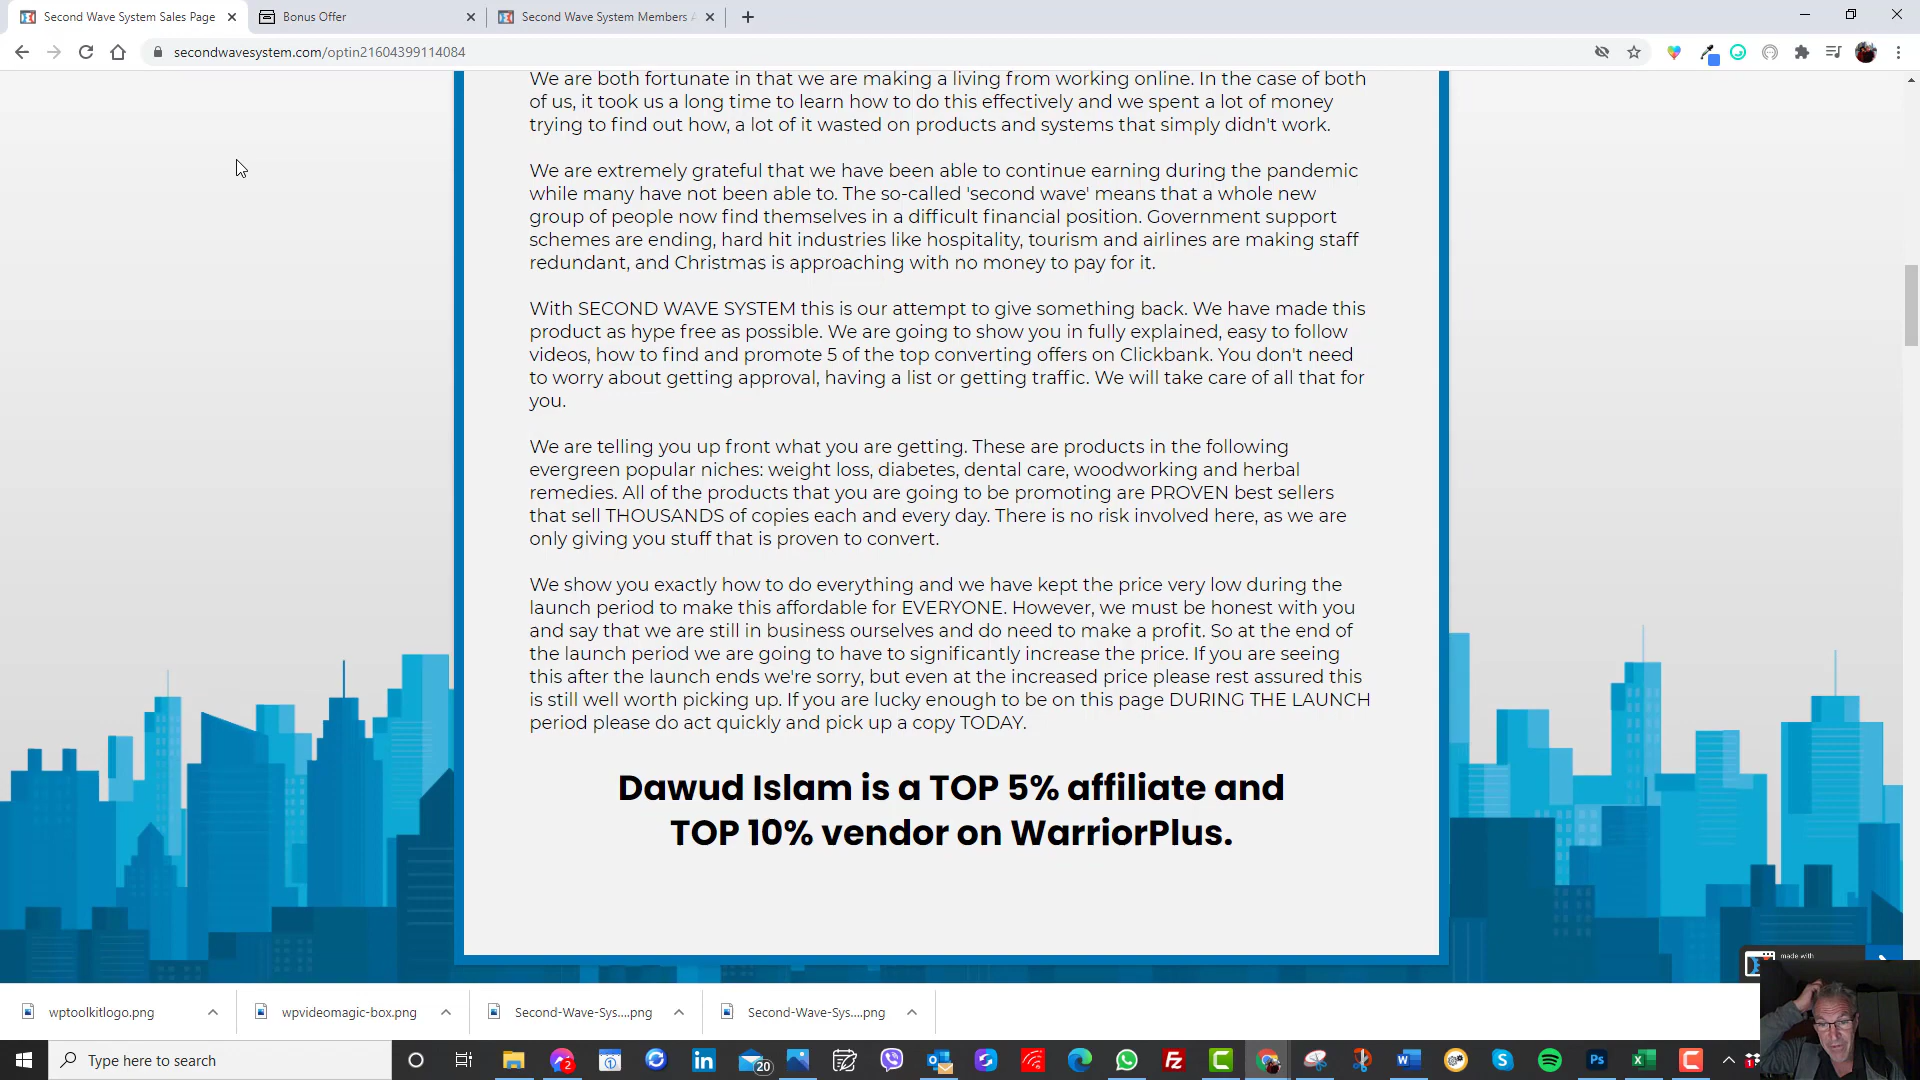 Second Wave System Sales Page
Bonus Offer
Second Wave System Members
secondwavesystem.com/optin21604399114084
We are both fortunate in that we are making a living from working online. In the case of both
of us, it took us a long time to learn how to do this effectively and we spent a lot of money
trying to find out how, a lot of it wasted on products and systems that simply didn't work.
We are extremely grateful that we have been able to continue earning during the pandemic
while many have not been able to. The so-called 'second wave' means that a whole new
group of people now find themselves in a difficult financial position. Government support
schemes are ending, hard hit industries like hospitality, tourism and airlines are making staff
redundant, and Christmas is approaching with no money to pay for it.
With SECOND WAVE SYSTEM this is our attempt to give something back. We have made this
product as hype free as possible. We are going to show you in fully explained, easy to follow
videos, how to find and promote 5 of the top converting offers on Clickbank. You don't need
to worry about getting approval, having a list or getting traffic. We will take care of all that for
you.
We are telling you up front what you are getting. These are products in the following
evergreen popular niches: weight loss, diabetes, dental care, woodworking and herbal
remedies. All of the products that you are going to be promoting are PROVEN best sellers
that sell THOUSANDS of copies each and every day. There is no risk involved here, as we are
only giving you stuff that is proven to convert.
We show you exactly how to do everything and we have kept the price very low during the
launch period to make this affordable for EVERYONE. However, we must be honest with you
and say that we are still in business ourselves and do need to make a profit. So at the end of
the launch period we are going to have to significantly increase the price. If you are seeing
this after the launch ends we're sorry, but even at the increased price please rest assured this
is still well worth picking up. If you are lucky enough to be on this page DURING THE LAUNCH
period please do act quickly and pick up a copy TODAY.
Dawud Islam is a TOP 5% affiliate and
TOP 10% vendor on WarriorPlus.
made with
wptoolkitlogo.png
wpvideomagic-box.png
Second-Wave-Sys....png
Second-Wave-Sys....png
Type here to search
2
20